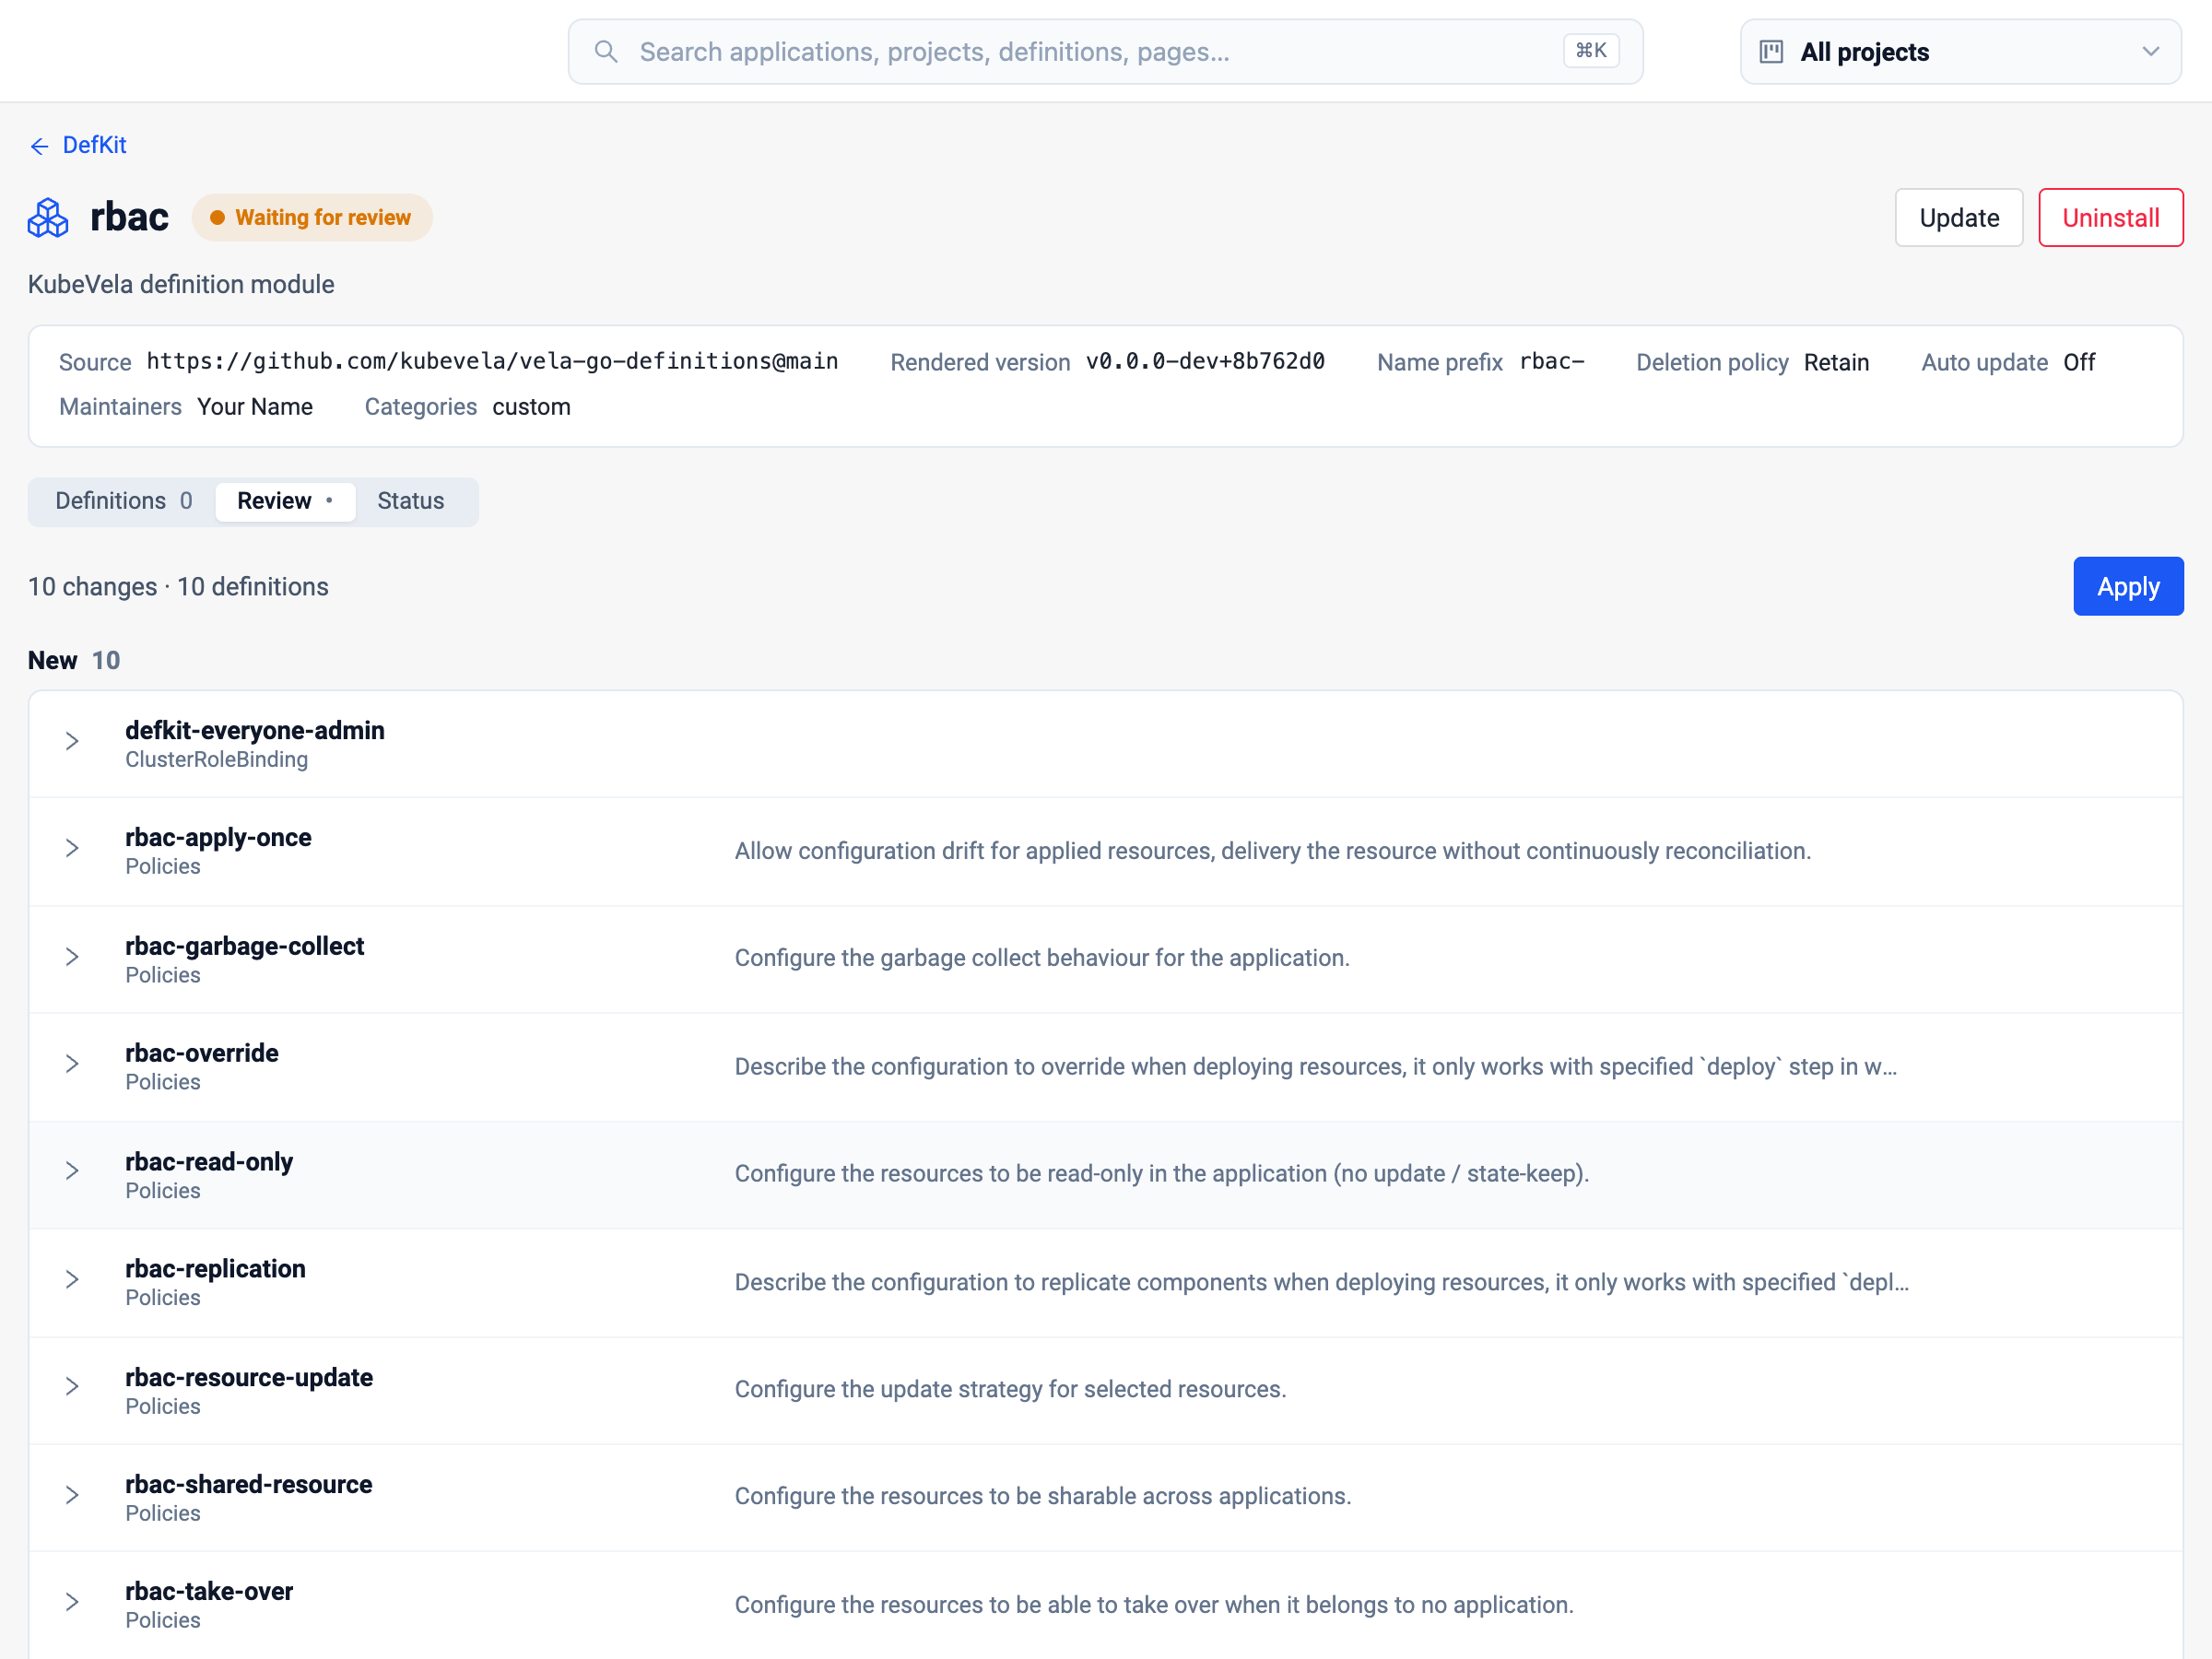 Search applications, projects, definitions, pages... ⌘K All projects
← DefKit
rbac Waiting for review Update Uninstall
KubeVela definition module
Source https://github.com/kubevela/vela-go-definitions@main Rendered version v0.0.0-dev+8b762d0 Name prefix rbac- Deletion policy Retain Auto update Off
Maintainers Your Name Categories custom
Definitions 0 Review • Status
10 changes · 10 definitions Apply
New 10
defkit-everyone-admin
ClusterRoleBinding
rbac-apply-once
Policies
Allow configuration drift for applied resources, delivery the resource without continuously reconciliation.
rbac-garbage-collect
Policies
Configure the garbage collect behaviour for the application.
rbac-override
Policies
Describe the configuration to override when deploying resources, it only works with specified `deploy` step in w...
rbac-read-only
Policies
Configure the resources to be read-only in the application (no update / state-keep).
rbac-replication
Policies
Describe the configuration to replicate components when deploying resources, it only works with specified `depl...
rbac-resource-update
Policies
Configure the update strategy for selected resources.
rbac-shared-resource
Policies
Configure the resources to be sharable across applications.
rbac-take-over
Policies
Configure the resources to be able to take over when it belongs to no application.